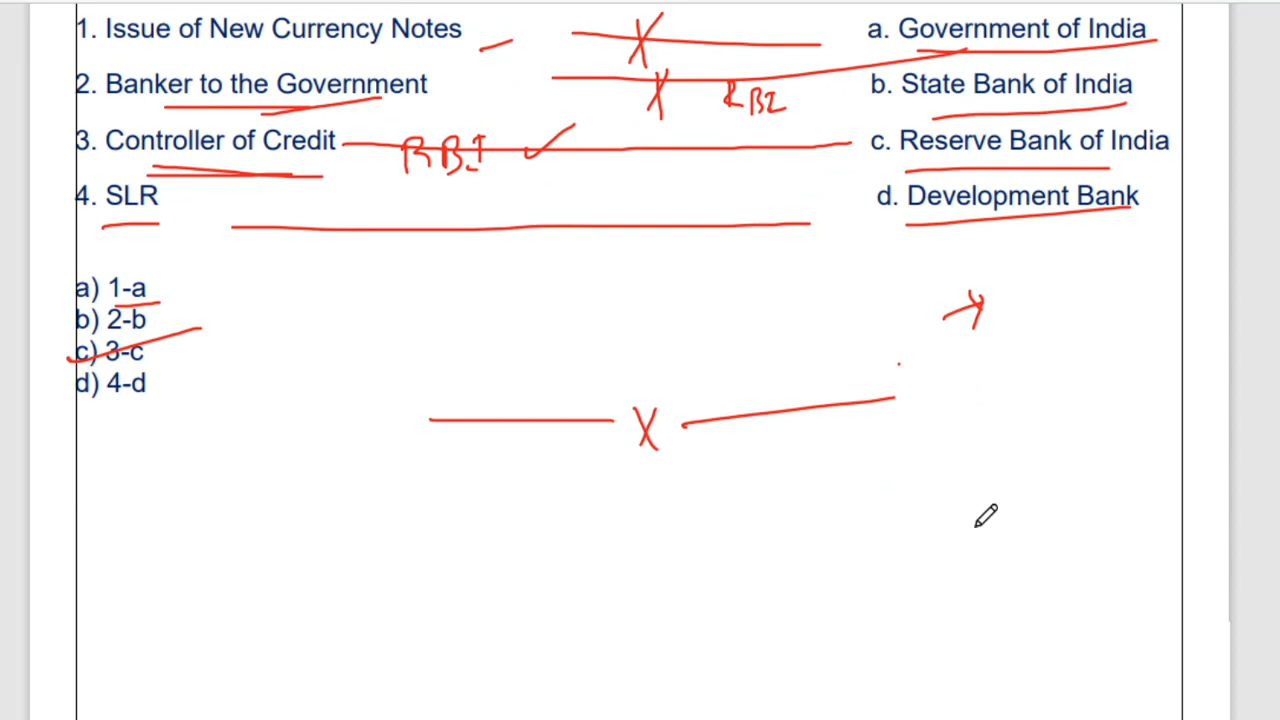 1. Issue of New Currency Notes X a. Government of India
2. Banker to the Government X RBI b. State Bank of India
3. Controller of Credit RBI c. Reserve Bank of India
4. SLR d. Development Bank
a) 1-a
b) 2-b
c) 3-c
d) 4-d
X